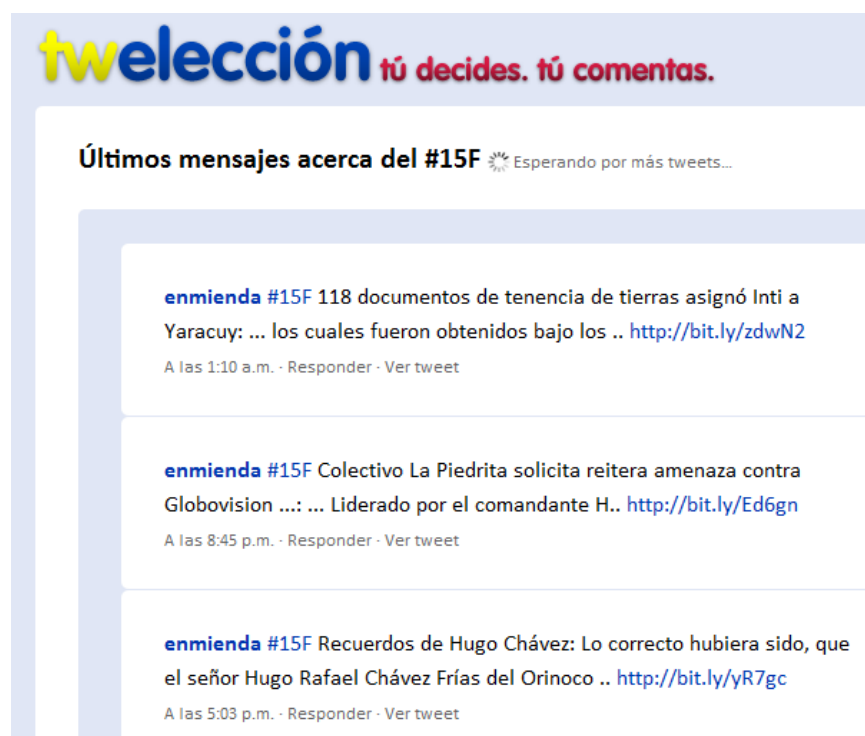 twelección tú decides. tú comentas.
Últimos mensajes acerca del #15F Esperando por más tweets...
enmienda #15F 118 documentos de tenencia de tierras asignó Inti a
Yaracuy: ... los cuales fueron obtenidos bajo los .. http://bit.ly/zdwN2
A las 1:10 a.m. · Responder · Ver tweet
enmienda #15F Colectivo La Piedrita solicita reitera amenaza contra
Globovision ...: ... Liderado por el comandante H.. http://bit.ly/Ed6gn
A las 8:45 p.m. · Responder · Ver tweet
enmienda #15F Recuerdos de Hugo Chávez: Lo correcto hubiera sido, que
el señor Hugo Rafael Chávez Frías del Orinoco .. http://bit.ly/yR7gc
A las 5:03 p.m. · Responder · Ver tweet